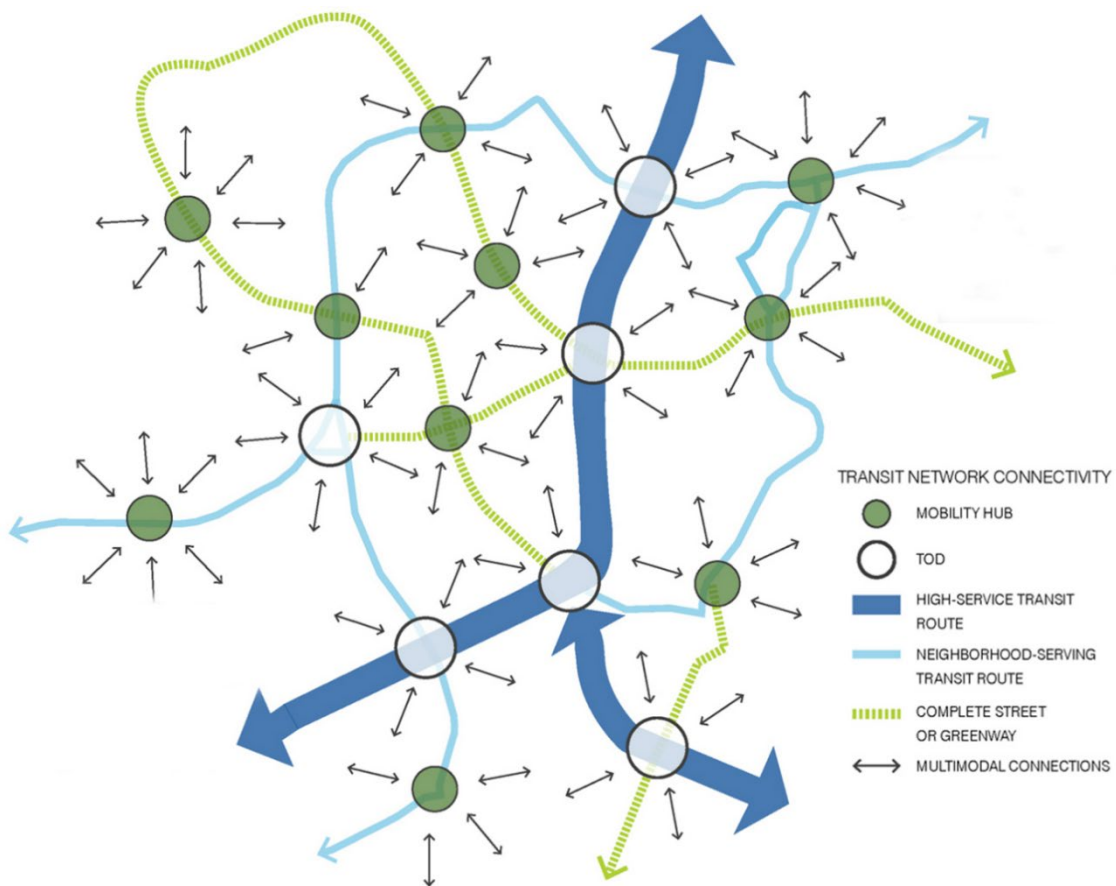 TRANSIT NETWORK CONNECTIVITY
MOBILITY HUB
TOD
HIGH-SERVICE TRANSIT
ROUTE
NEIGHBORHOOD-SERVING
TRANSIT ROUTE
COMPLETE STREET
OR GREENWAY
MULTIMODAL CONNECTIONS